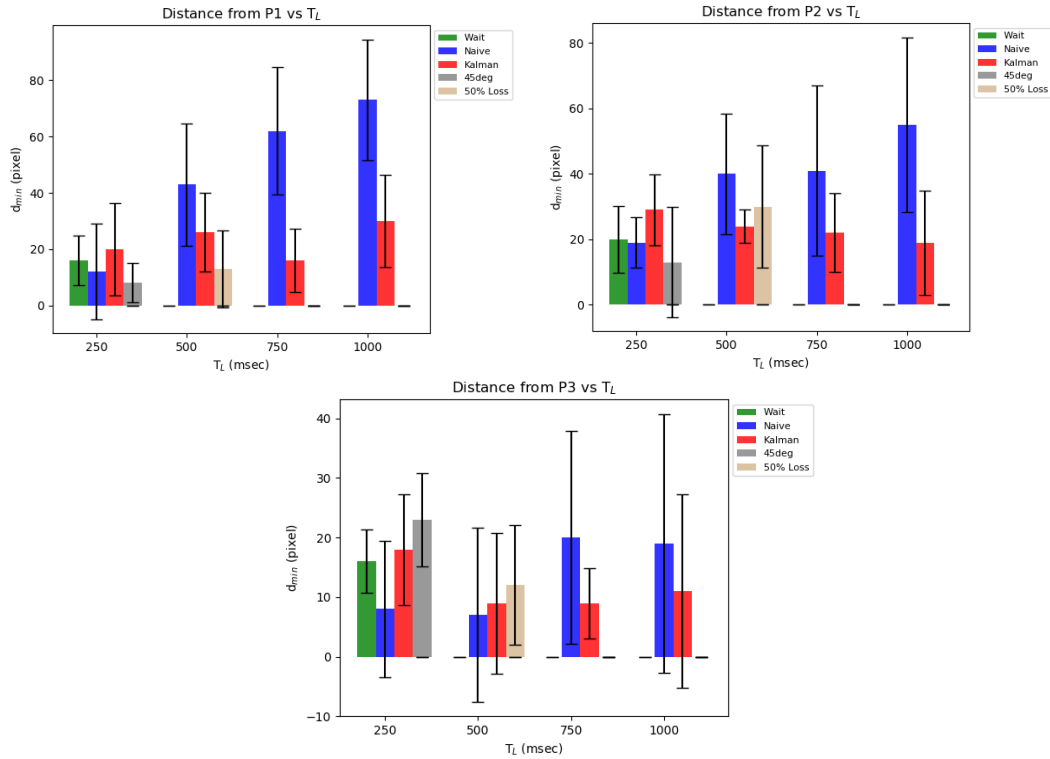 Distance from P1 vs T_L
Wait
Naive
Kalman
45deg
50% Loss
80
60
40
20
0
d_min (pixel)
250 500 750 1000
T_L (msec)
Distance from P2 vs T_L
Wait
Naive
Kalman
45deg
50% Loss
80
60
40
20
0
d_min (pixel)
250 500 750 1000
T_L (msec)
Distance from P3 vs T_L
Wait
Naive
Kalman
45deg
50% Loss
40
30
20
10
0
−10
d_min (pixel)
250 500 750 1000
T_L (msec)